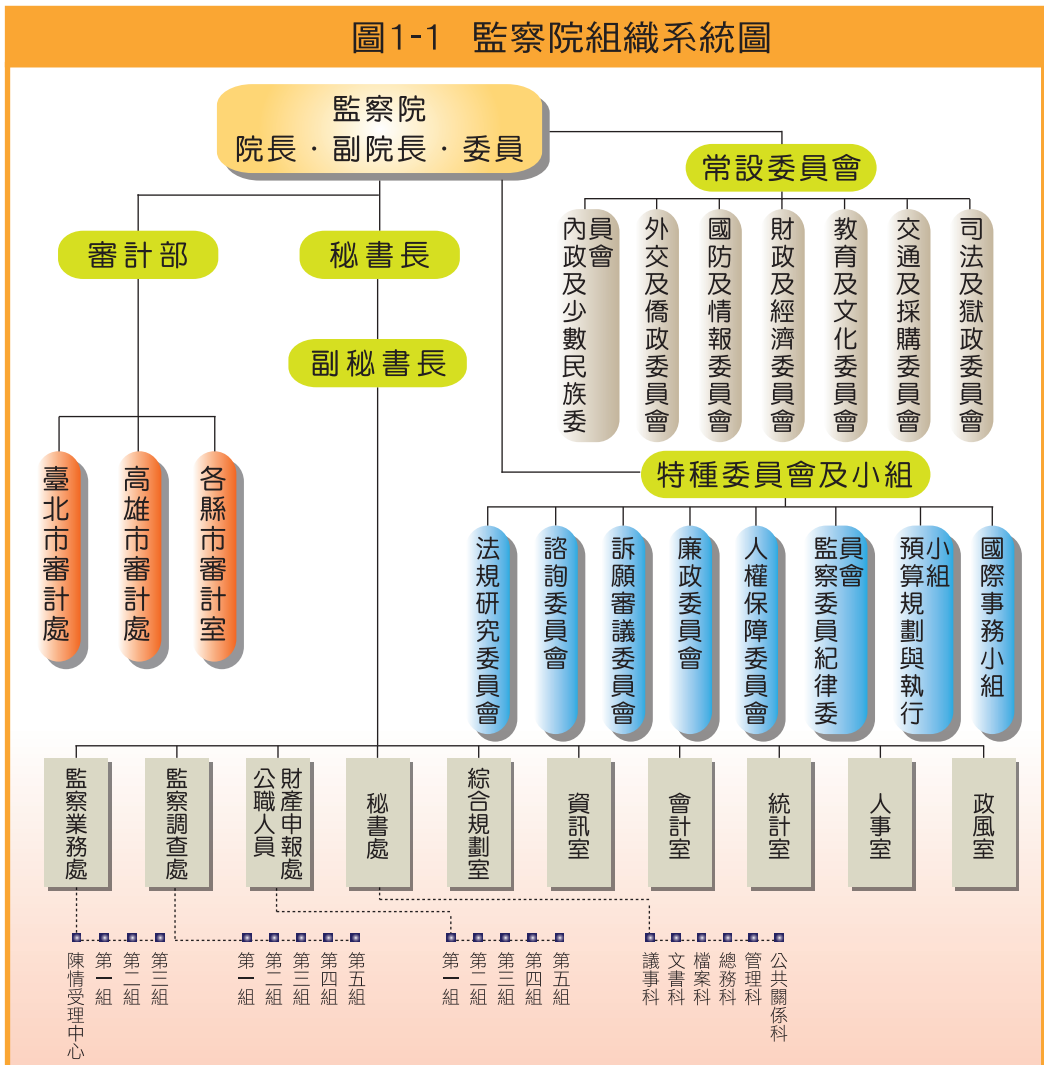 圖1-1 監察院組織系統圖
監察院
院長・副院長・委員
常設委員會
內政及少數民族委員會
外交及僑政委員會
國防及情報委員會
財政及經濟委員會
教育及文化委員會
交通及採購委員會
司法及獄政委員會
審計部
秘書長
副秘書長
臺北市審計處
高雄市審計處
各縣市審計室
特種委員會及小組
法規研究委員會
諮詢委員會
訴願審議委員會
廉政委員會
人權保障委員會
監察委員紀律委員會
預算規劃與執行小組
國際事務小組
監察業務處
監察調查處
公職人員
財產申報處
秘書處
綜合規劃室
資訊室
會計室
統計室
人事室
政風室
陳情受理中心
第一組
第二組
第三組
第一組
第二組
第三組
第四組
第五組
第一組
第二組
第三組
第四組
第五組
議事科
文書科
檔案科
總務科
管理科
公共關係科